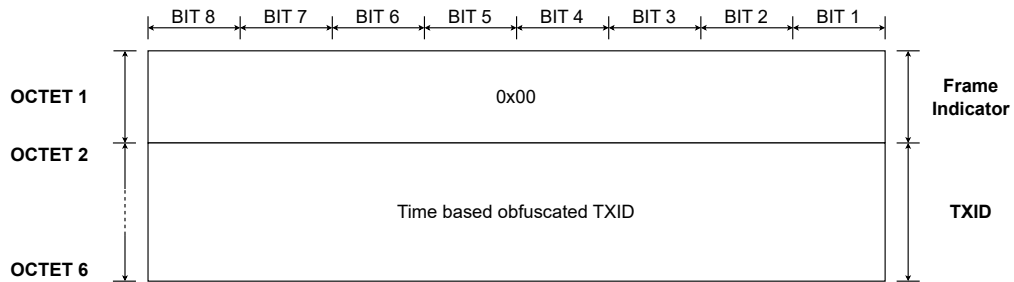 BIT 8 BIT 7 BIT 6 BIT 5 BIT 4 BIT 3 BIT 2 BIT 1
OCTET 1 0x00 Frame
Indicator
OCTET 2
Time based obfuscated TXID TXID
OCTET 6